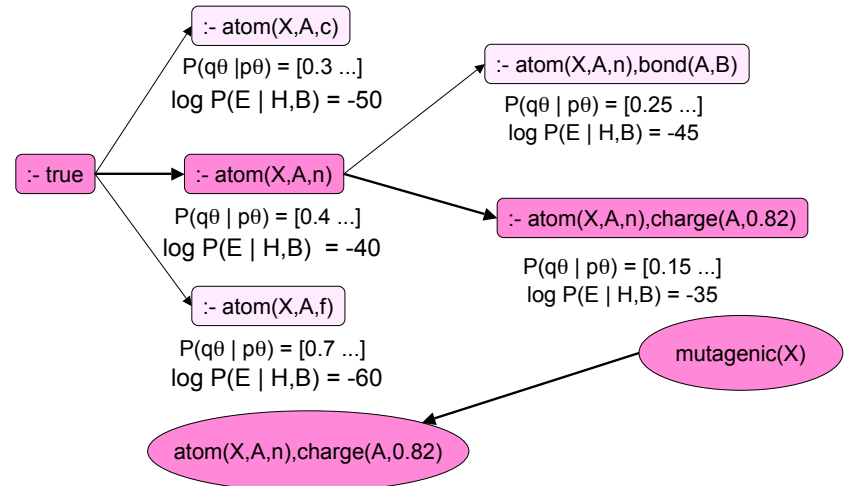 :- atom(X,A,c)
P(qθ |pθ) = [0.3 ...]
log P(E | H,B) = -50
:- atom(X,A,n),bond(A,B)
P(qθ | pθ) = [0.25 ...]
log P(E | H,B) = -45
:- true
:- atom(X,A,n)
P(qθ | pθ) = [0.4 ...]
log P(E | H,B) = -40
:- atom(X,A,n),charge(A,0.82)
P(qθ | pθ) = [0.15 ...]
log P(E | H,B) = -35
:- atom(X,A,f)
P(qθ | pθ) = [0.7 ...]
log P(E | H,B) = -60
mutagenic(X)
atom(X,A,n),charge(A,0.82)